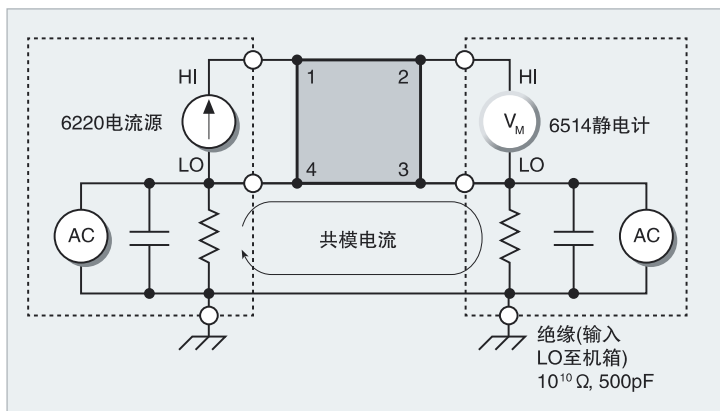 HI
1
2
HI
6220电流源
V_M
6514静电计
LO
4
3
LO
AC
共模电流
AC
绝缘(输入
LO至机箱)
10¹⁰ Ω, 500pF